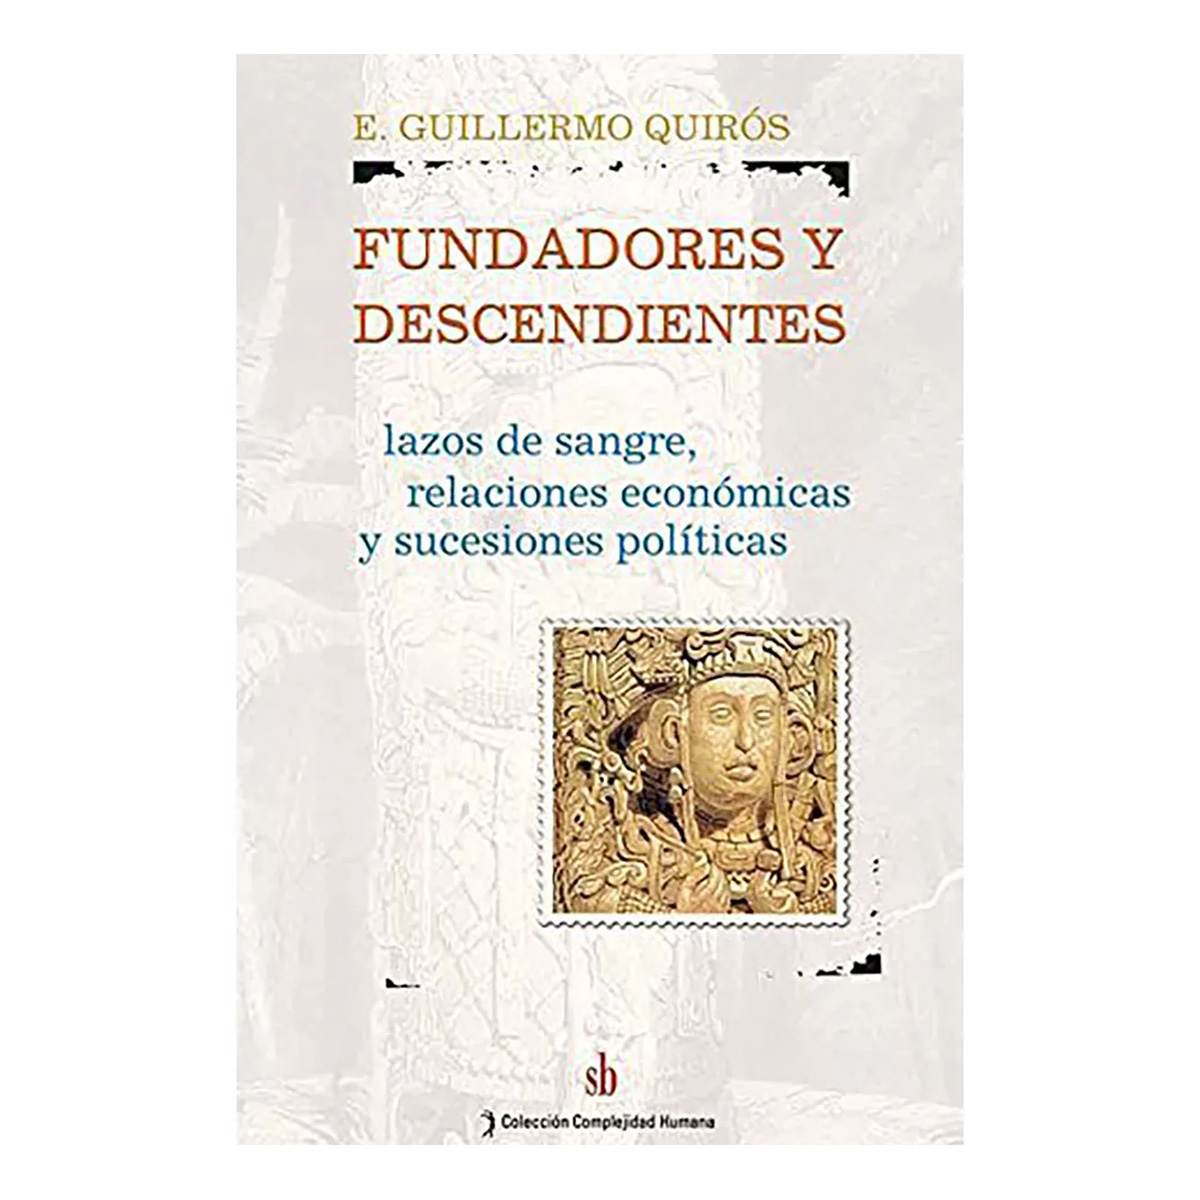 E. GUILLERMO QUIRÓS
FUNDADORES Y
DESCENDIENTES
lazos de sangre,
relaciones económicas
y sucesiones políticas
sb
Colección Complejidad Humana